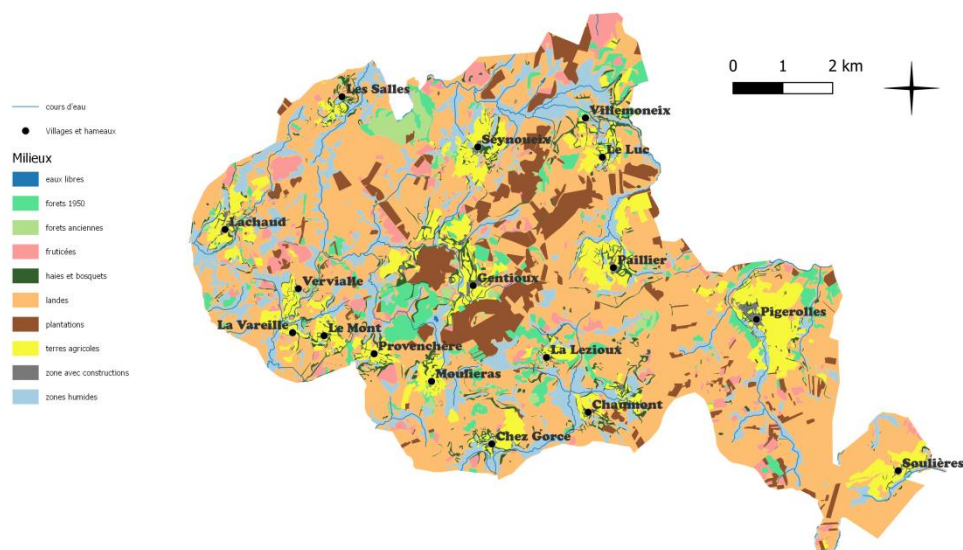 Les Salles
0 1 2 km
cours d'eau
Villemoneix
Villages et hameaux
Seynoueix
Le Luc
Milieux
eaux libres
forets 1950
forets anciennes
Lachaud
fruticées
Paillier
haies et bosquets
Gentioux
Vervialle
landes
Pigerolles
plantations
La Vareille
Le Mont
terres agricoles
Provenchère
La Lezioux
zone avec constructions
Moulieras
zones humides
Chaumont
Chez Gorce
Soulières